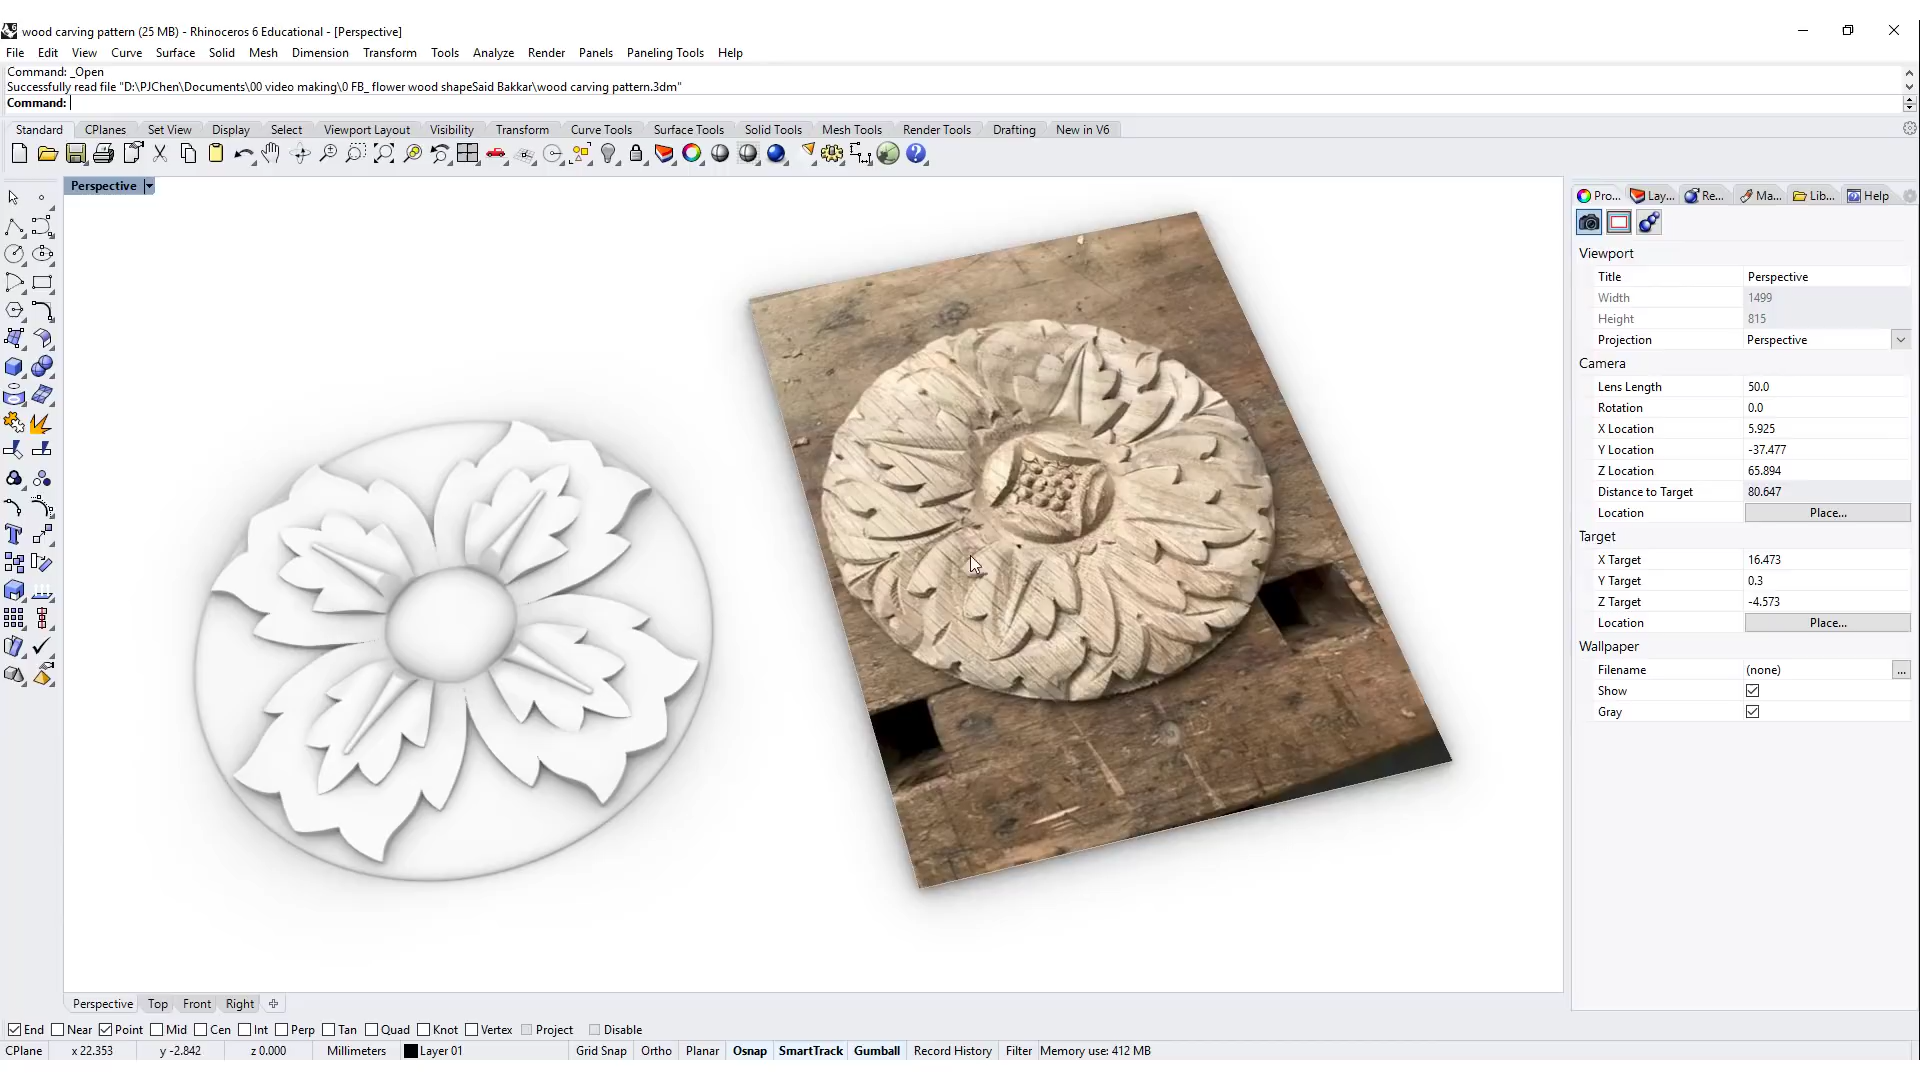 wood carving pattern (25 MB) - Rhinoceros 6 Educational - [Perspective]
File Edit View Curve Surface Solid Mesh Dimension Transform Tools Analyze Render Panels Paneling Tools Help
Command: _Open
Successfully read file "D:\PJChen\Documents\00 video making\0 FB_ flower wood shapeSaid Bakkar\wood carving pattern.3dm"
Command:
Standard CPlanes Set View Display Select Viewport Layout Visibility Transform Curve Tools Surface Tools Solid Tools Mesh Tools Render Tools Drafting New in V6
Perspective
Pro... Lay... Re... Ma... Lib... Help
Viewport
Title Perspective
Width 1499
Height 815
Projection Perspective
Camera
Lens Length 50.0
Rotation 0.0
X Location 5.925
Y Location -37.477
Z Location 65.894
Distance to Target 80.647
Location Place...
Target
X Target 16.473
Y Target 0.3
Z Target -4.573
Location Place...
Wallpaper
Filename (none) ...
Show
Gray
Perspective Top Front Right
End Near Point Mid Cen Int Perp Tan Quad Knot Vertex Project Disable
CPlane x 22.353 y -2.842 z 0.000 Millimeters Layer 01 Grid Snap Ortho Planar Osnap SmartTrack Gumball Record History Filter Memory use: 412 MB